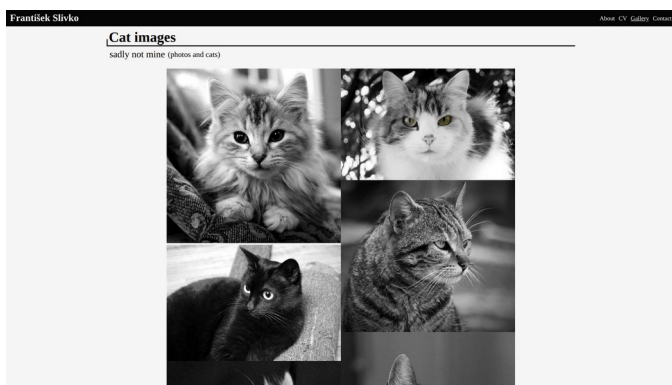 František Slivko
About CV Gallery Contact
Cat images
sadly not mine (photos and cats)